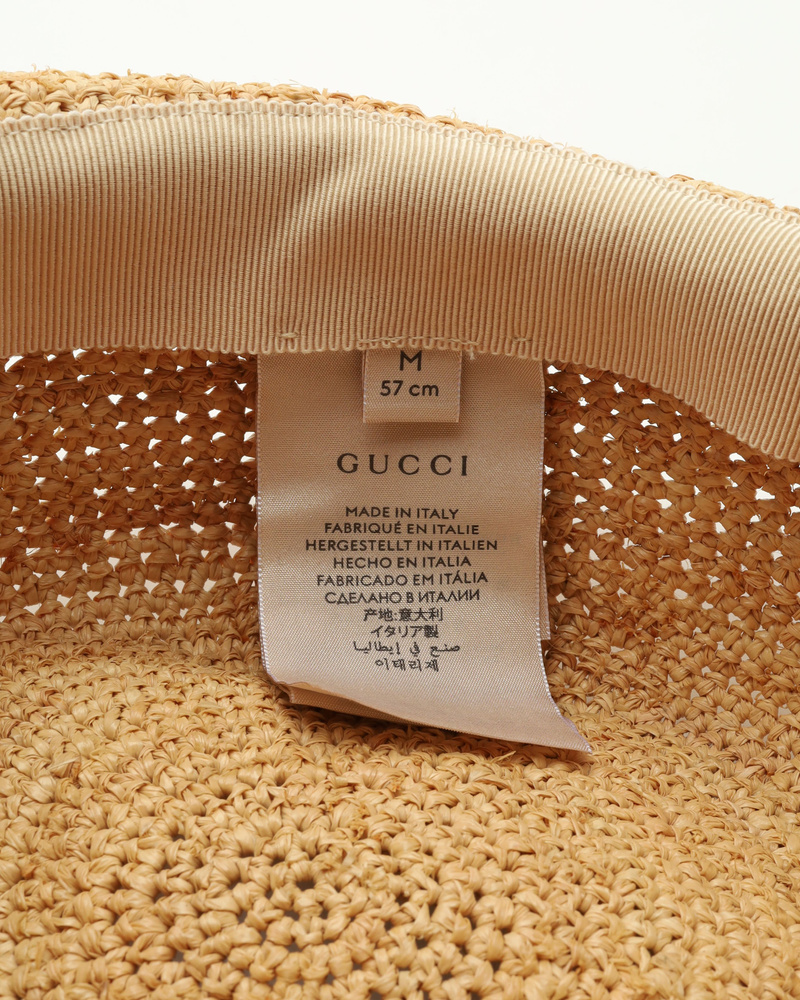 M
57 cm
GUCCI
MADE IN ITALY
FABRIQUÉ EN ITALIE
HERGESTELLT IN ITALIEN
HECHO EN ITALIA
FABRICADO EM ITÁLIA
СДЕЛАНО В ИТАЛИИ
产地:意大利
イタリア製
صنع في إيطاليا
이태리제